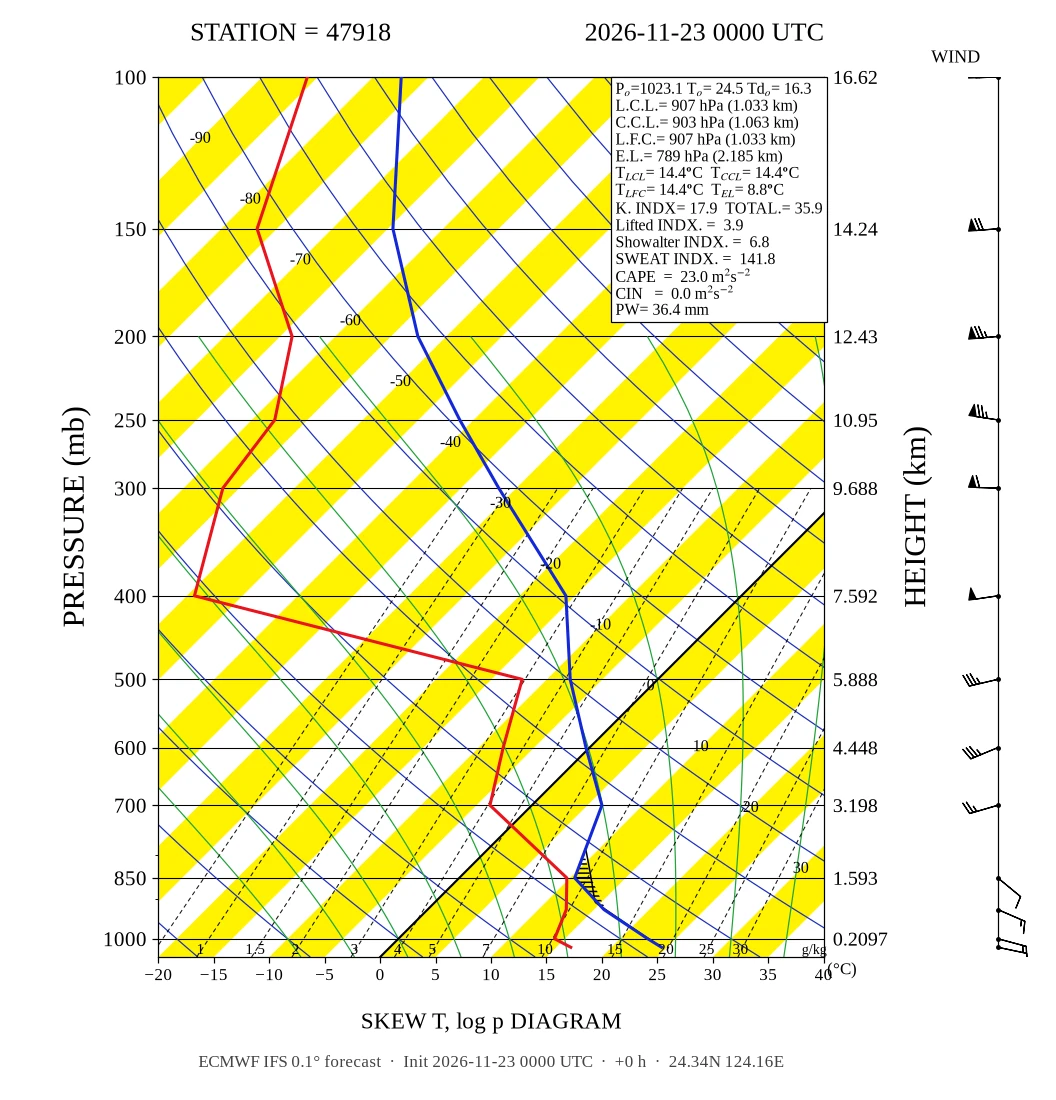 STATION = 47918 2026-11-23 0000 UTC
WIND
P₀=1023.1 T₀= 24.5 Td₀= 16.3
L.C.L.= 907 hPa (1.033 km)
C.C.L.= 903 hPa (1.063 km)
L.F.C.= 907 hPa (1.033 km)
E.L.= 789 hPa (2.185 km)
T_LCL= 14.4°C T_CCL= 14.4°C
T_LFC= 14.4°C T_EL= 8.8°C
K. INDX= 17.9 TOTAL.= 35.9
Lifted INDX. = 3.9
Showalter INDX. = 6.8
SWEAT INDX. = 141.8
CAPE = 23.0 m²s⁻²
CIN = 0.0 m²s⁻²
PW= 36.4 mm
100 16.62
-90
-80
150 14.24
-70
-60
200 12.43
-50
250 10.95
-40
300 9.688
-30
-20
400 7.592
-10
500 5.888
0
10
600 4.448
700 3.198
20
30
850 1.593
1000 0.2097
PRESSURE (mb)
HEIGHT (km)
1 1.5 2 3 4 5 7 10 15 20 25 30 g/kg
−20 −15 −10 −5 0 5 10 15 20 25 30 35 40 (°C)
SKEW T, log p DIAGRAM
ECMWF IFS 0.1° forecast · Init 2026-11-23 0000 UTC · +0 h · 24.34N 124.16E